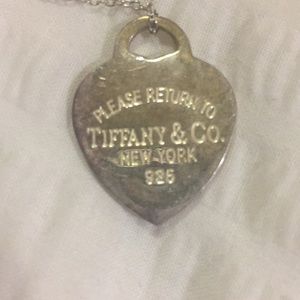 PLEASE RETURN TO
TIFFANY & CO.
NEW YORK
925